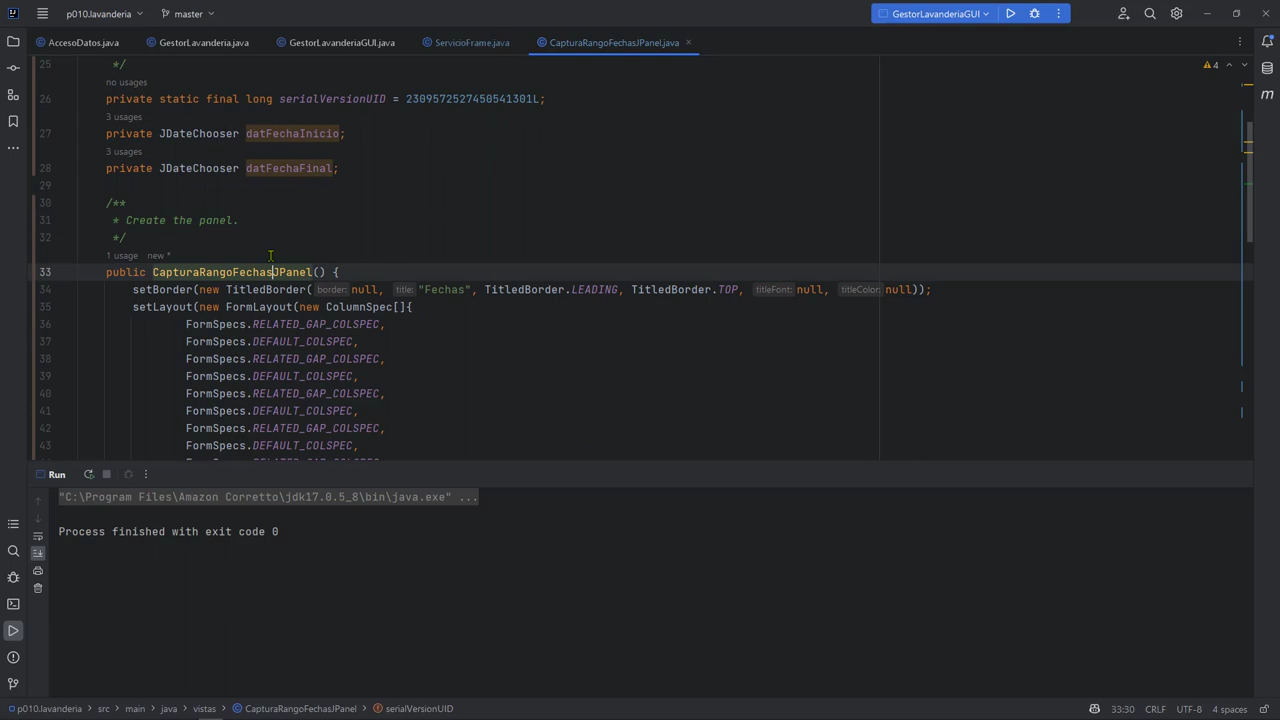 p010.lavanderia master GestorLavanderiaGUI
AccesoDatos.java GestorLavanderia.java GestorLavanderiaGUI.java ServicioFrame.java CapturaRangoFechasJPanel.java
25 */ 4
no usages
26 private static final long serialVersionUID = 2309572527450541301L;
3 usages
27 private JDateChooser datFechaInicio;
3 usages
28 private JDateChooser datFechaFinal;
29
30 /**
31 * Create the panel.
32 */
1 usage new *
33 public CapturaRangoFechasJPanel() {
34 setBorder(new TitledBorder( border: null, title: "Fechas", TitledBorder.LEADING, TitledBorder.TOP, titleFont: null, titleColor: null));
35 setLayout(new FormLayout(new ColumnSpec[]{
36 FormSpecs.RELATED_GAP_COLSPEC,
37 FormSpecs.DEFAULT_COLSPEC,
38 FormSpecs.RELATED_GAP_COLSPEC,
39 FormSpecs.DEFAULT_COLSPEC,
40 FormSpecs.RELATED_GAP_COLSPEC,
41 FormSpecs.DEFAULT_COLSPEC,
42 FormSpecs.RELATED_GAP_COLSPEC,
43 FormSpecs.DEFAULT_COLSPEC,
Run
"C:\Program Files\Amazon Corretto\jdk17.0.5_8\bin\java.exe" ...
Process finished with exit code 0
p010.lavanderia > src > main > java > vistas > CapturaRangoFechasJPanel > serialVersionUID 33:30 CRLF UTF-8 4 spaces